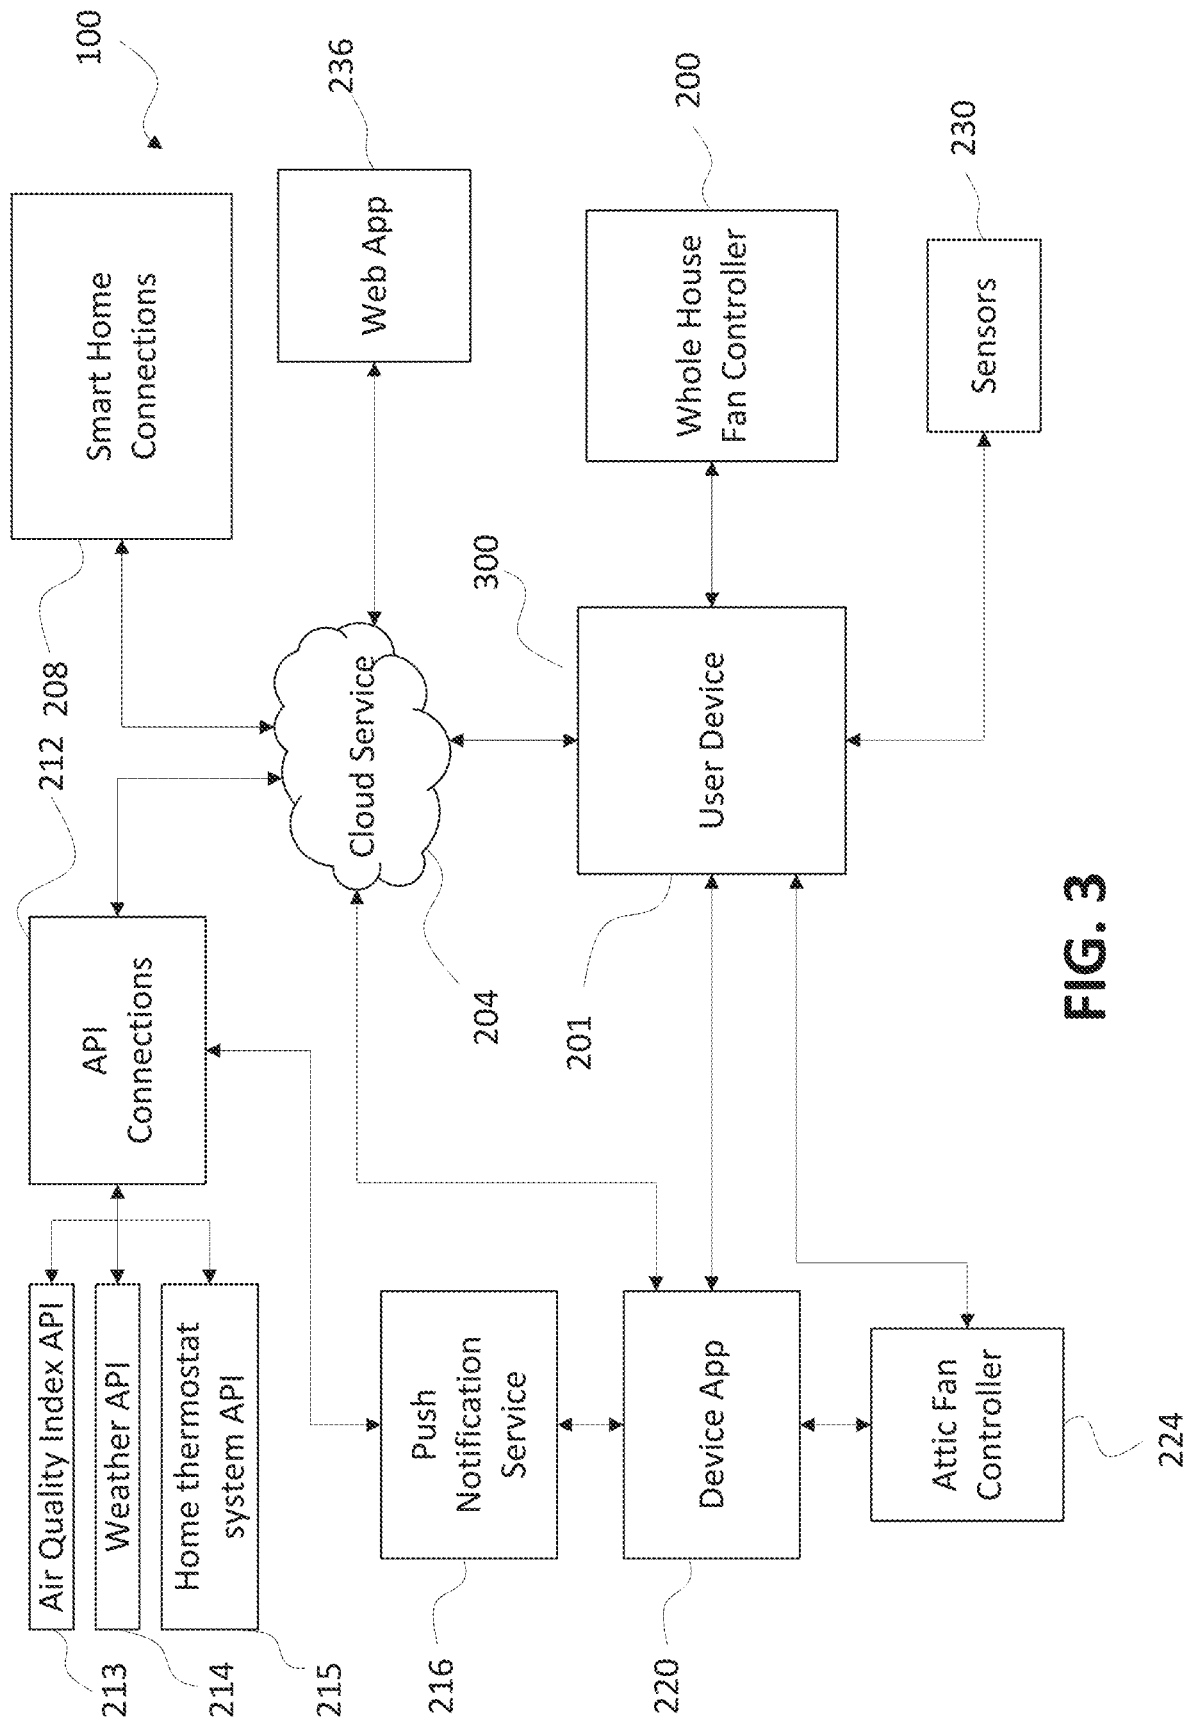 213
Air Quality Index API
214
Weather API
215
Home thermostat
system API
API
Connections
212
208
Smart Home
Connections
100
Cloud Service
204
Web App
236
216
Push
Notification
Service
220
Device App
201
User Device
300
Whole House
Fan Controller
200
Attic Fan
Controller
224
Sensors
230
FIG. 3